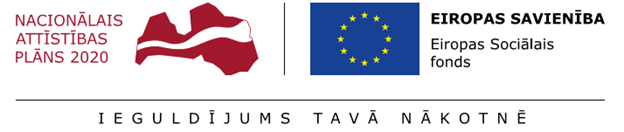 NACIONĀLAIS
ATTĪSTĪBAS
PLĀNS 2020
EIROPAS SAVIENĪBA
Eiropas Sociālais
fonds
IEGULDĪJUMS TAVĀ NĀKOTNĒ